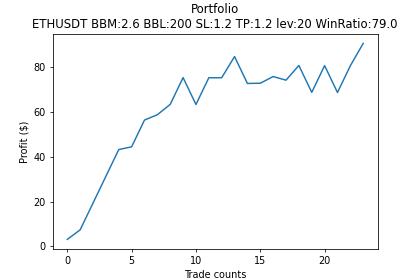 Portfolio
ETHUSDT BBM:2.6 BBL:200 SL:1.2 TP:1.2 lev:20 WinRatio:79.0
80
60
40
20
0
Profit ($)
0 5 10 15 20
Trade counts